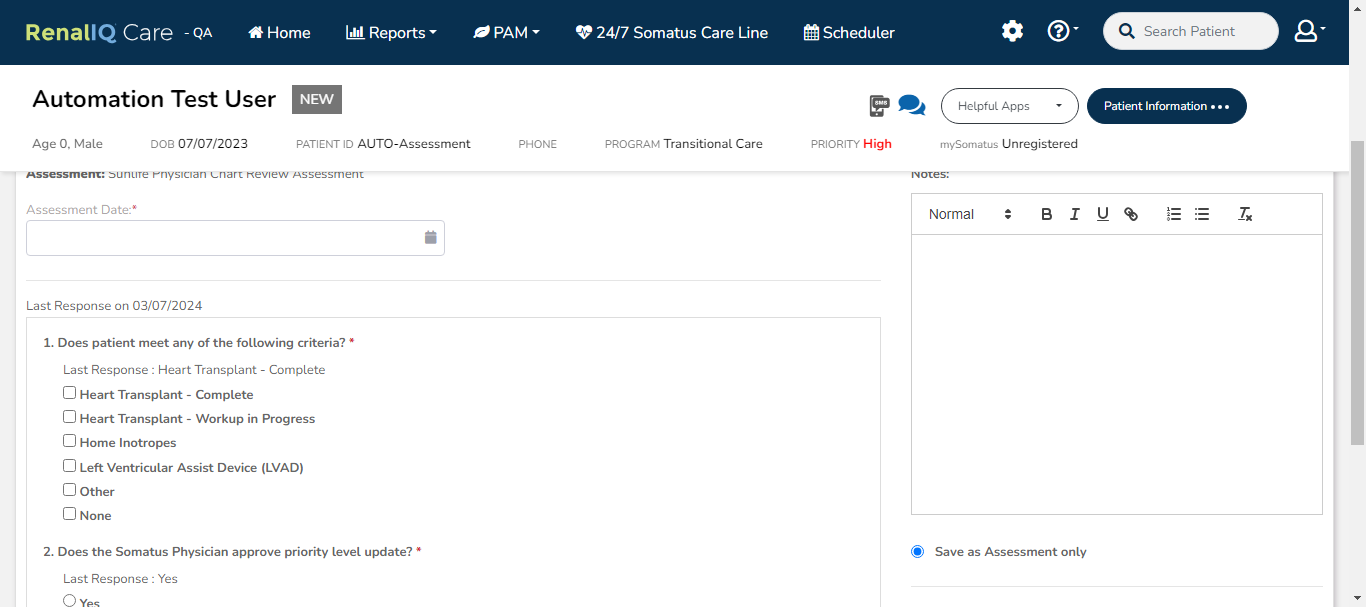 RenalIQ Care - QA Home Reports PAM 24/7 Somatus Care Line Scheduler Search Patient
Automation Test User NEW SMS Helpful Apps Patient Information
Age 0, Male DOB 07/07/2023 PATIENT ID AUTO-Assessment PHONE PROGRAM Transitional Care PRIORITY High mySomatus Unregistered
Assessment: Sunlife Physician Chart Review Assessment
Assessment Date:*
Last Response on 03/07/2024
1. Does patient meet any of the following criteria? *
Last Response : Heart Transplant - Complete
Heart Transplant - Complete
Heart Transplant - Workup in Progress
Home Inotropes
Left Ventricular Assist Device (LVAD)
Other
None
2. Does the Somatus Physician approve priority level update? *
Last Response : Yes
Yes
Notes:
Normal B I U
Save as Assessment only